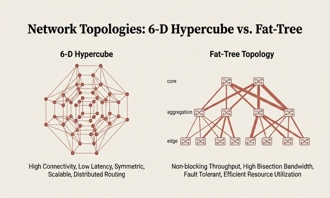 Network Topologies: 6-D Hypercube vs. Fat-Tree
6-D Hypercube
High Connectivity, Low Latency, Symmetric,
Scalable, Distributed Routing
Fat-Tree Topology
core
aggregation
edge
Non-blocking Throughput, High Bisection Bandwidth,
Fault Tolerant, Efficient Resource Utilization